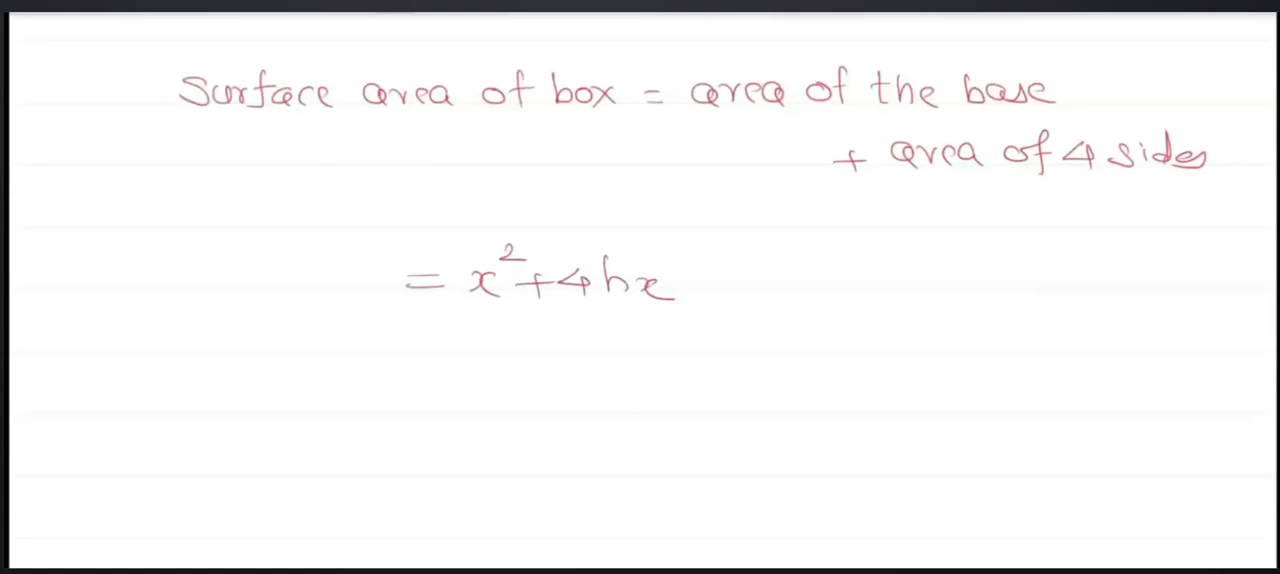 Surface area of box = area of the base
+ area of 4 sides
= x²+4hx